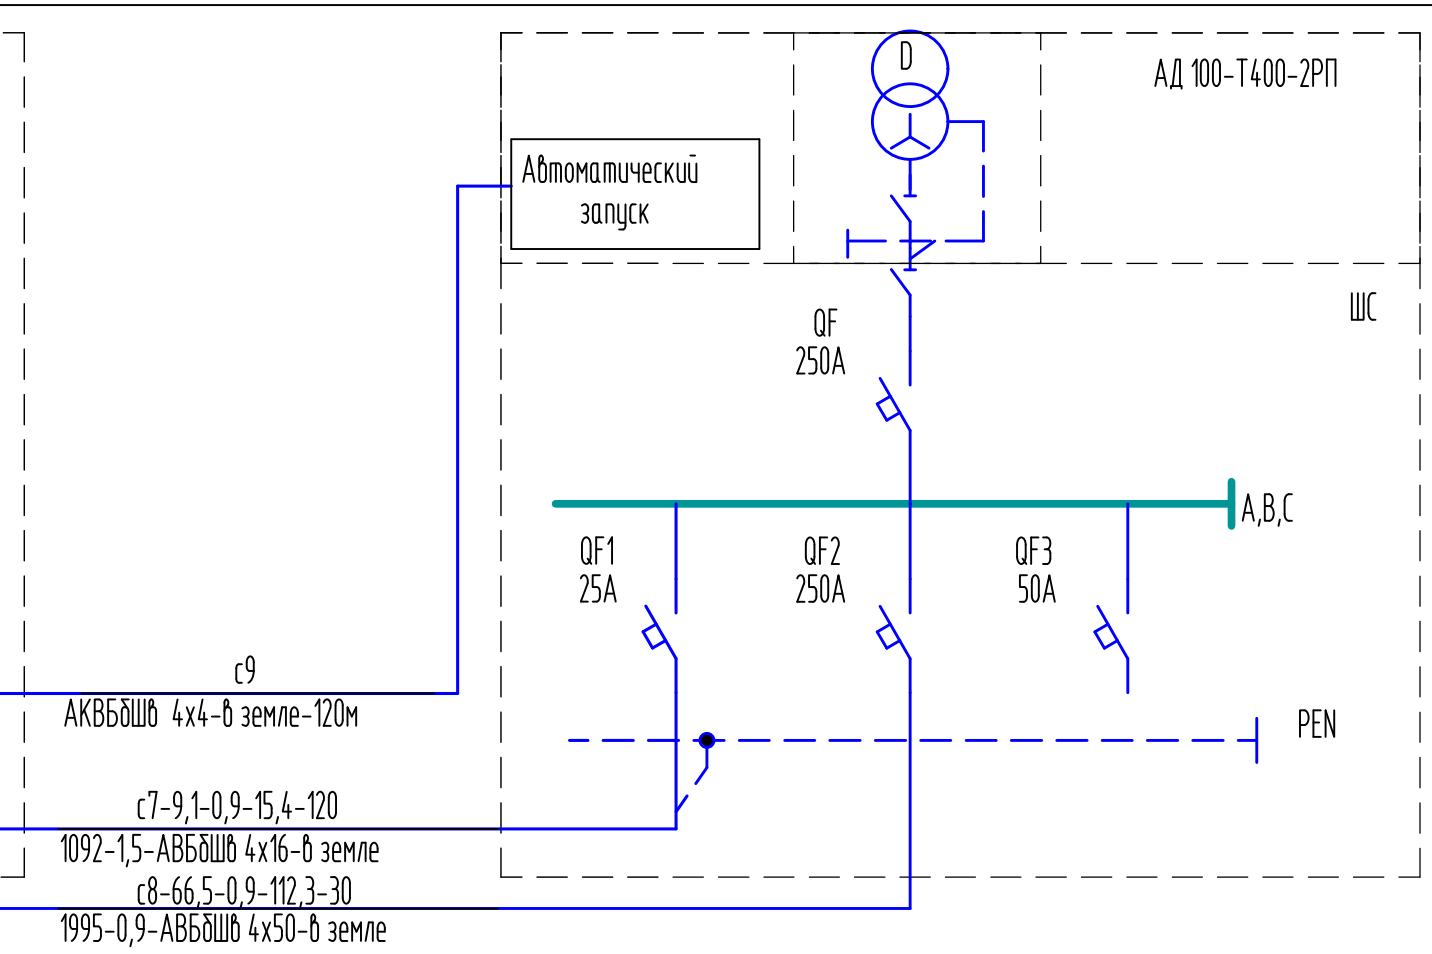 D
АД 100-Т400-2РП
Автоматический
запуск
ШС
QF
250А
А,В,С
QF1
25А
QF2
250А
QF3
50А
с9
АКВБбШв 4х4-в земле-120м
PEN
с7-9,1-0,9-15,4-120
1092-1,5-АВБбШв 4х16-в земле
с8-66,5-0,9-112,3-30
1995-0,9-АВБбШв 4х50-в земле